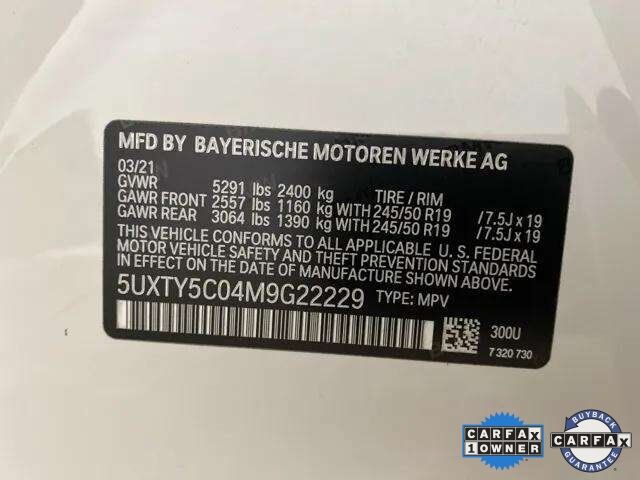 MFD BY BAYERISCHE MOTOREN WERKE AG
03/21
GVWR 5291 lbs 2400 kg TIRE / RIM
GAWR FRONT 2557 lbs 1160 kg WITH 245/50 R19 /7.5J x 19
GAWR REAR 3064 lbs 1390 kg WITH 245/50 R19 /7.5J x 19
THIS VEHICLE CONFORMS TO ALL APPLICABLE U. S. FEDERAL
MOTOR VEHICLE SAFETY AND THEFT PREVENTION
STANDARDS IN EFFECT ON THE DATE OF MANUFACTURE
SHOWN ABOVE.
5UXTY5C04M9G22229 TYPE: MPV
300U
7 320 730
CARFAX
1 OWNER
BUYBACK
CARFAX
GUARANTEE